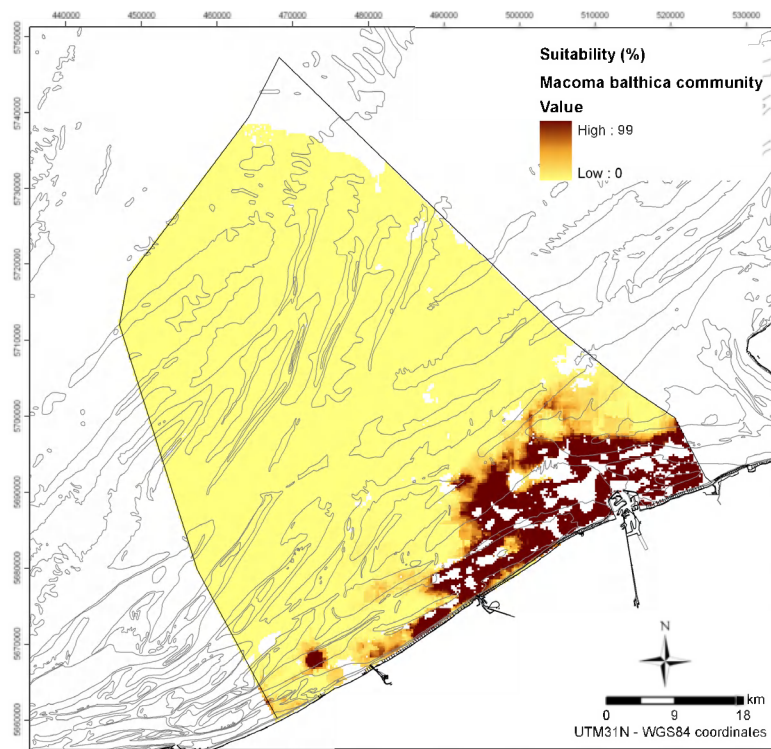 440000 450000 460000 470000 480000 490000 500000 510000 520000 530000
5750000
5740000
5730000
5720000
5710000
5700000
5690000
5680000
5670000
5660000
Suitability (%)
Macoma balthica community
Value
High : 99
Low : 0
N
km
0 9 18
UTM31N - WGS84 coordinates